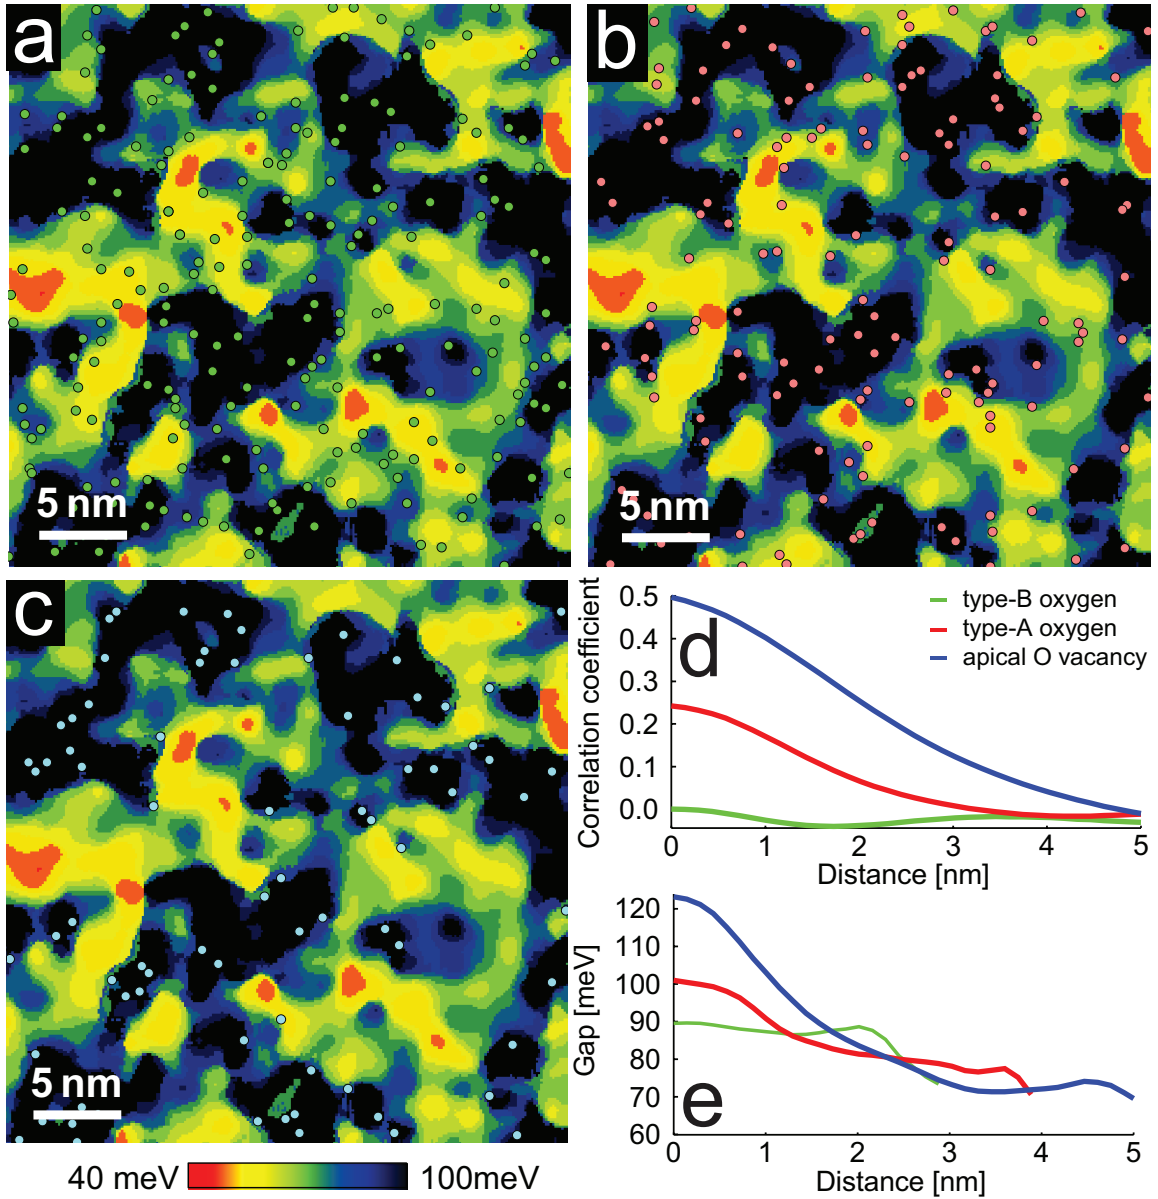 a
b
5 nm
5 nm
c
d
0.5
0.4
0.3
0.2
0.1
0.0
Correlation coefficient
type-B oxygen
type-A oxygen
apical O vacancy
0
1
2
3
4
5
Distance [nm]
5 nm
40 meV
100meV
e
120
110
100
90
80
70
60
Gap [meV]
0
1
2
3
4
5
Distance [nm]